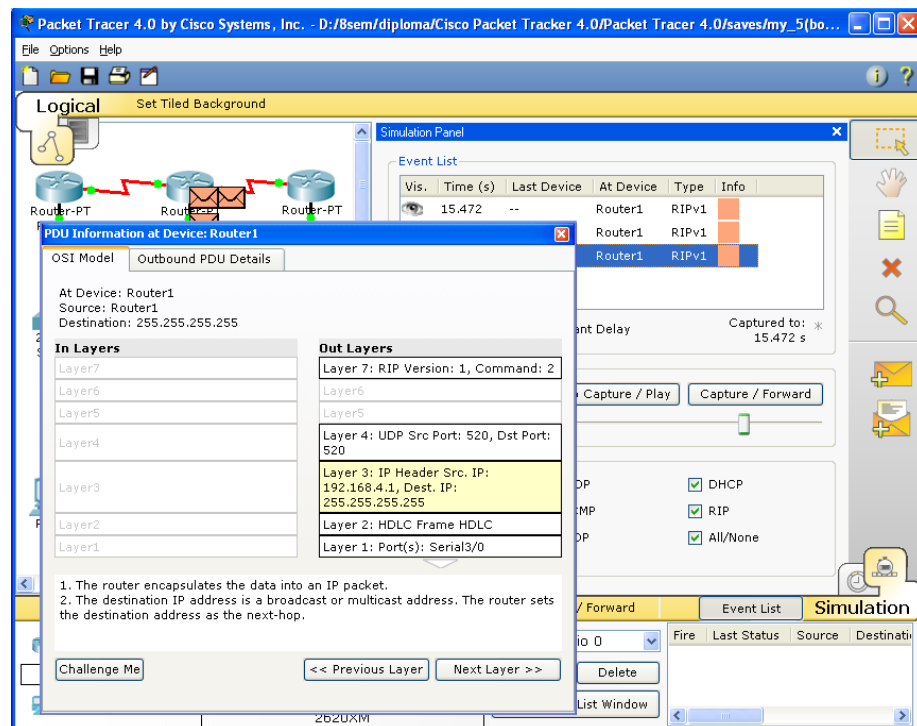 Packet Tracer 4.0 by Cisco Systems, Inc. - D:/8sem/diploma/Cisco Packet Tracker 4.0/Packet Tracer 4.0/saves/my_5(bo...
File Options Help
Logical Set Tiled Background
Simulation Panel
Event List
Vis. Time (s) Last Device At Device Type Info
15.472 -- Router1 RIPv1
Router1 RIPv1
Router1 RIPv1
Router-PT Router-P Router-PT
Captured to:
15.472 s
ant Delay
Capture / Play Capture / Forward
DP DHCP
MP RIP
DP All/None
PDU Information at Device: Router1
OSI Model Outbound PDU Details
At Device: Router1
Source: Router1
Destination: 255.255.255.255
In Layers Out Layers
Layer7 Layer 7: RIP Version: 1, Command: 2
Layer6 Layer6
Layer5 Layer5
Layer4 Layer 4: UDP Src Port: 520, Dst Port:
520
Layer3 Layer 3: IP Header Src. IP:
192.168.4.1, Dest. IP:
255.255.255.255
Layer2 Layer 2: HDLC Frame HDLC
Layer1 Layer 1: Port(s): Serial3/0
1. The router encapsulates the data into an IP packet.
2. The destination IP address is a broadcast or multicast address. The router sets
the destination address as the next-hop.
Challenge Me << Previous Layer Next Layer >>
/ Forward Event List Simulation
io 0 Fire Last Status Source Destinati
Delete
List Window
2620XM